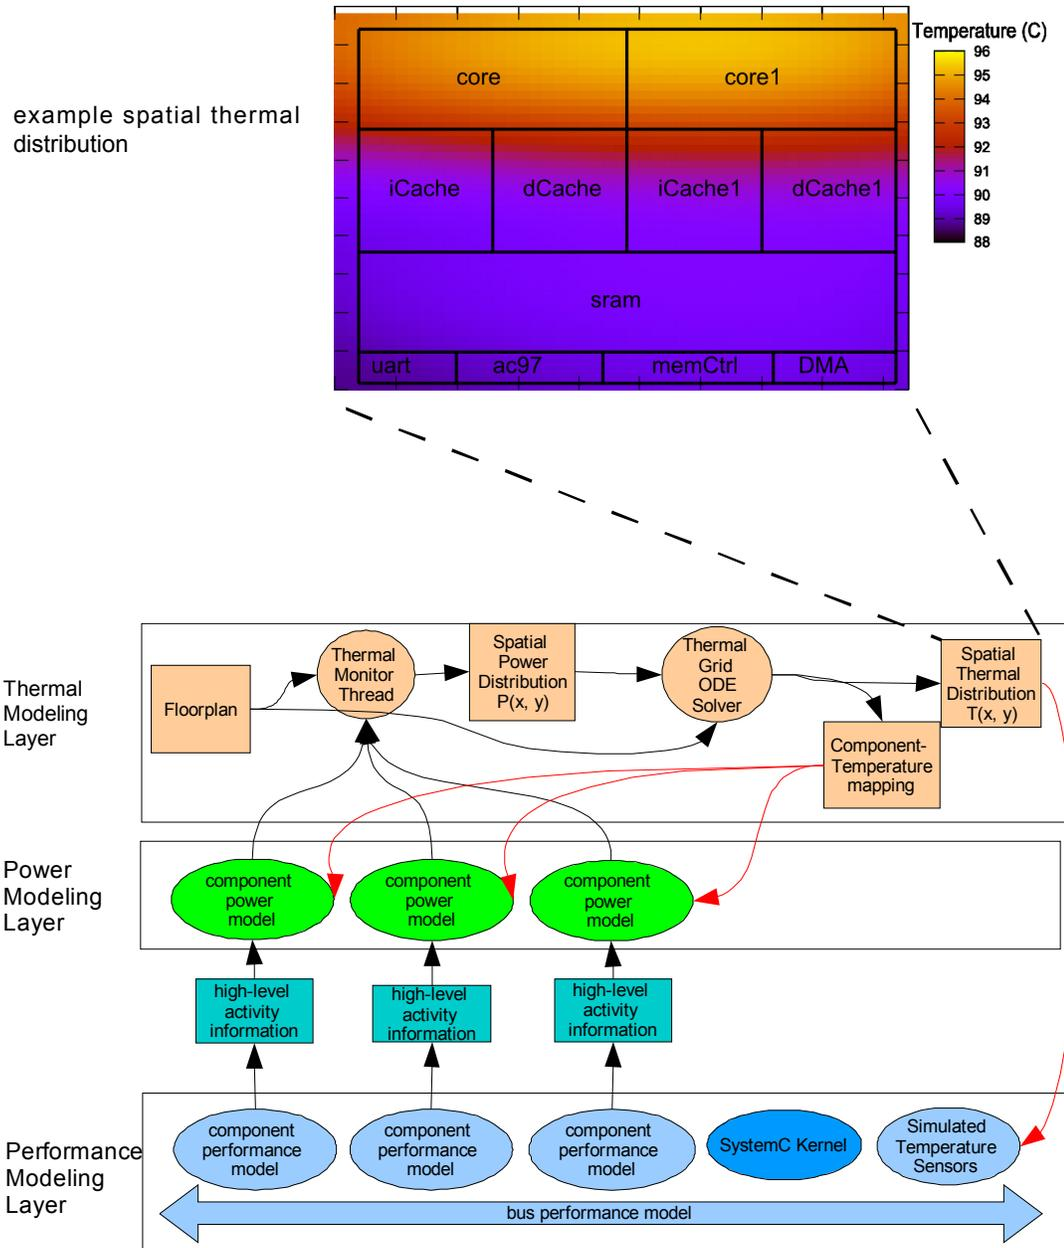 Temperature (C)
96
95
94
93
92
91
90
89
88
core
core1
example spatial thermal
distribution
iCache
dCache
iCache1
dCache1
sram
uart
ac97
memCtrl
DMA
Thermal
Modeling
Layer
Floorplan
Thermal
Monitor
Thread
Spatial
Power
Distribution
P(x, y)
Thermal
Grid
ODE
Solver
Spatial
Thermal
Distribution
T(x, y)
Component-
Temperature
mapping
Power
Modeling
Layer
component
power
model
component
power
model
component
power
model
high-level
activity
information
high-level
activity
information
high-level
activity
information
Performance
Modeling
Layer
component
performance
model
component
performance
model
component
performance
model
SystemC Kernel
Simulated
Temperature
Sensors
bus performance model